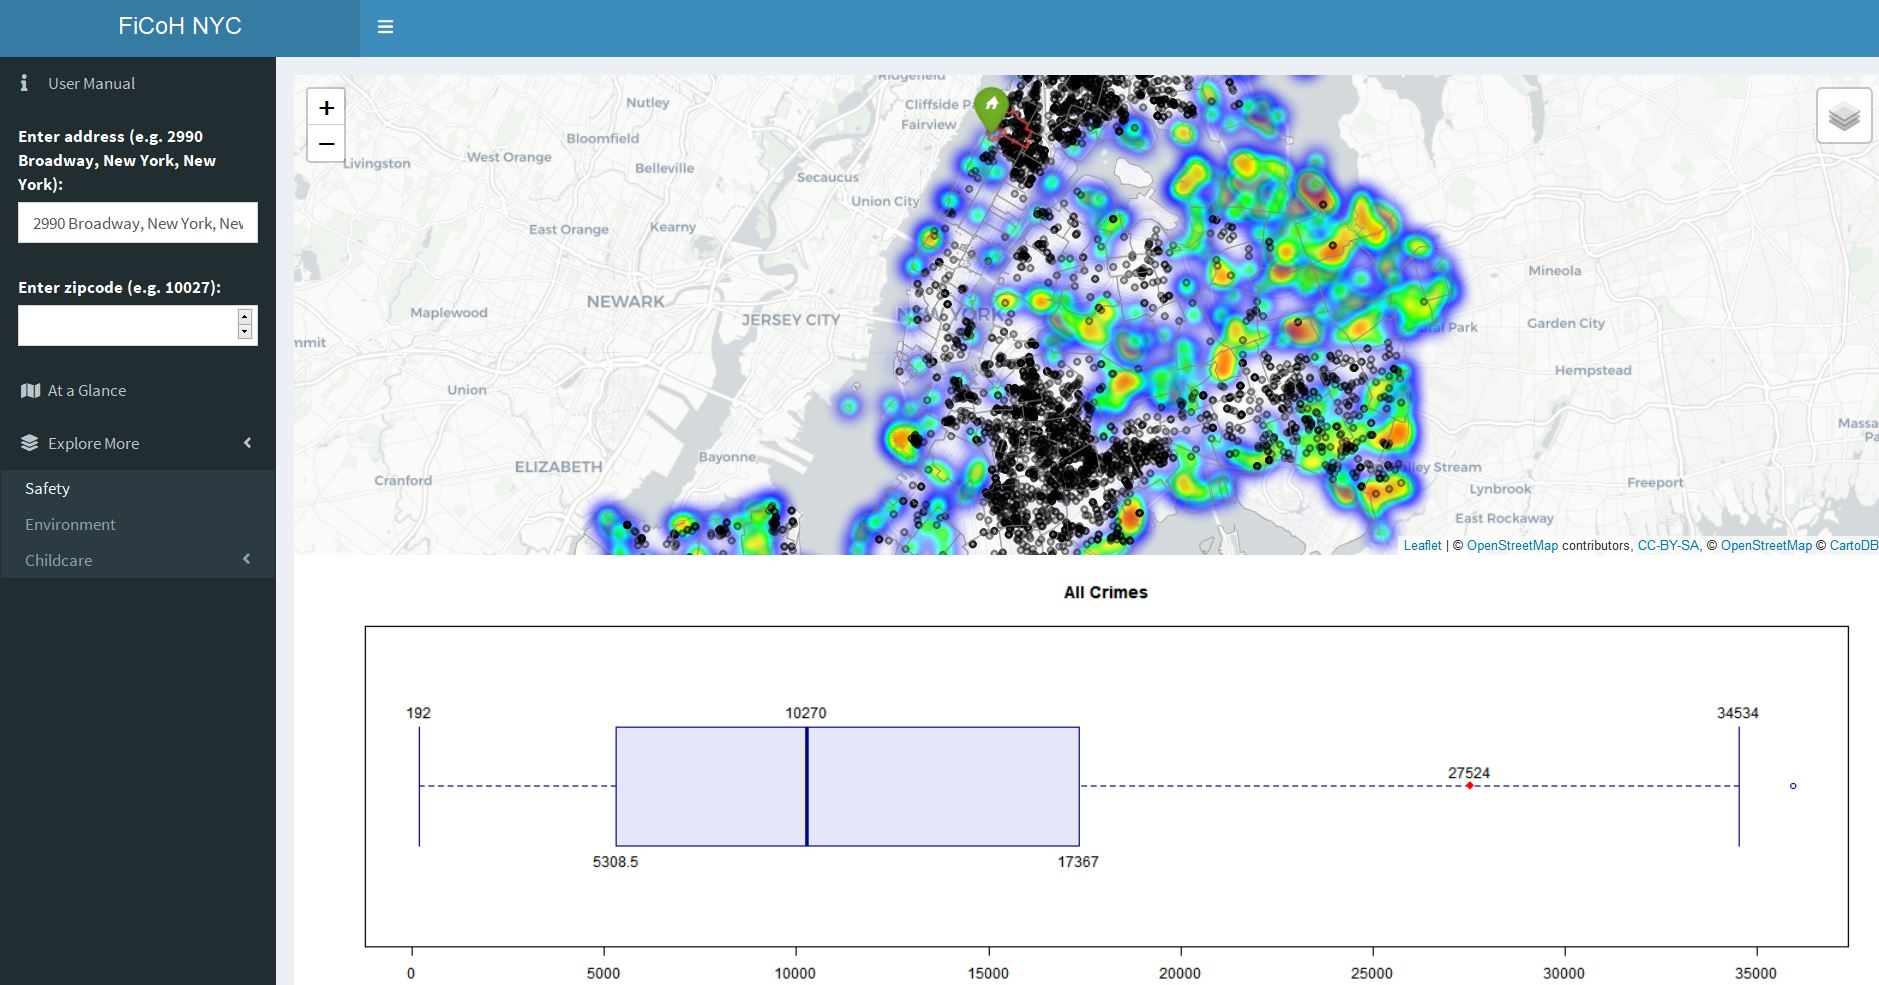 FiCoH NYC
User Manual
Enter address (e.g. 2990
Broadway, New York, New
York):
2990 Broadway, New York, Nev
Enter zipcode (e.g. 10027):
At a Glance
Explore More
Safety
Environment
Childcare
+
−
Ridgefield
Cliffside Pa
Fairview
Nutley
Bloomfield
Livingston
West Orange
Belleville
Secaucus
Union City
East Orange
Kearny
NEWARK
Maplewood
JERSEY CITY
NEW YORK
mmit
Union
ELIZABETH
Bayonne
Cranford
Mineola
Park
Garden City
Hempstead
Massa
Pa
lley Stream
Lynbrook
Freeport
East Rockaway
Leaflet | © OpenStreetMap contributors, CC-BY-SA, © OpenStreetMap © CartoDB
All Crimes
192
10270
34534
27524
5308.5
17367
0
5000
10000
15000
20000
25000
30000
35000